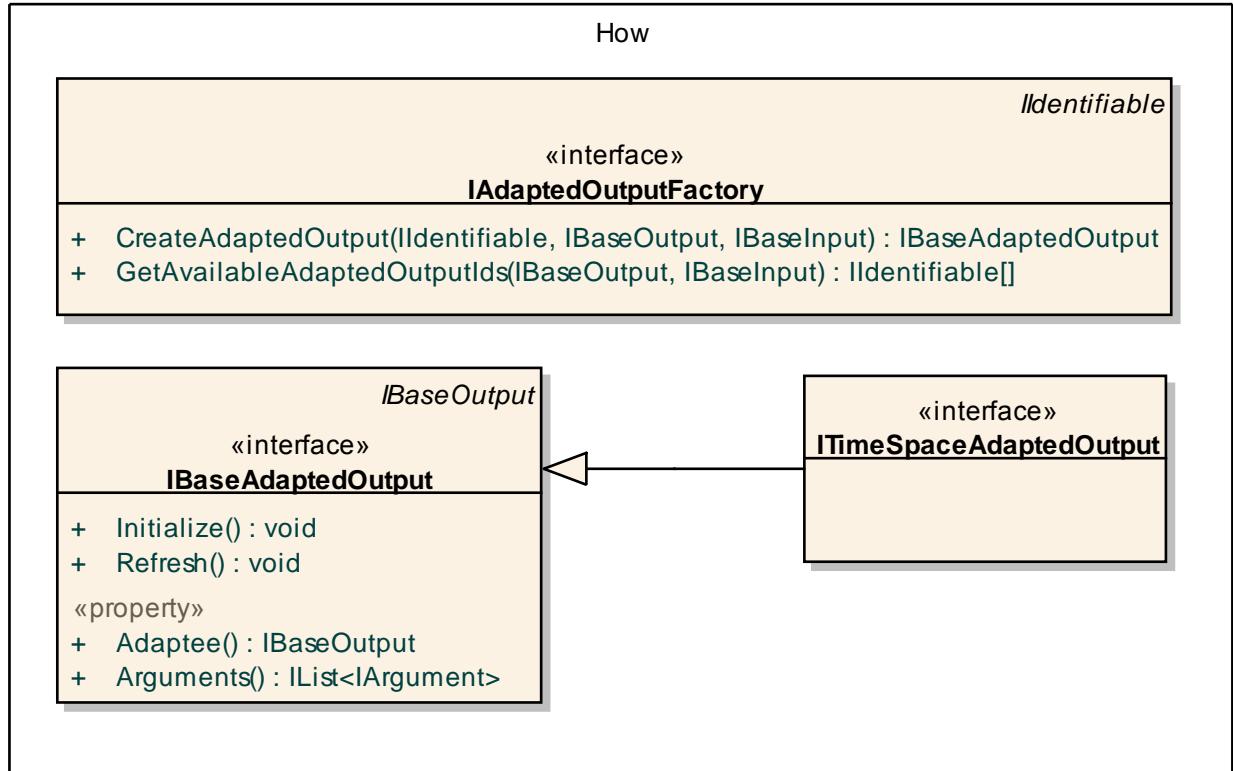 How
IIdentifiable
«interface»
IAdaptedOutputFactory
+ CreateAdaptedOutput(IIdentifiable, IBaseOutput, IBaseInput) : IBaseAdaptedOutput
+ GetAvailableAdaptedOutputIds(IBaseOutput, IBaseInput) : IIdentifiable[]
IBaseOutput
«interface»
IBaseAdaptedOutput
+ Initialize() : void
+ Refresh() : void
«property»
+ Adaptee() : IBaseOutput
+ Arguments() : IList<IArgument>
«interface»
ITimeSpaceAdaptedOutput